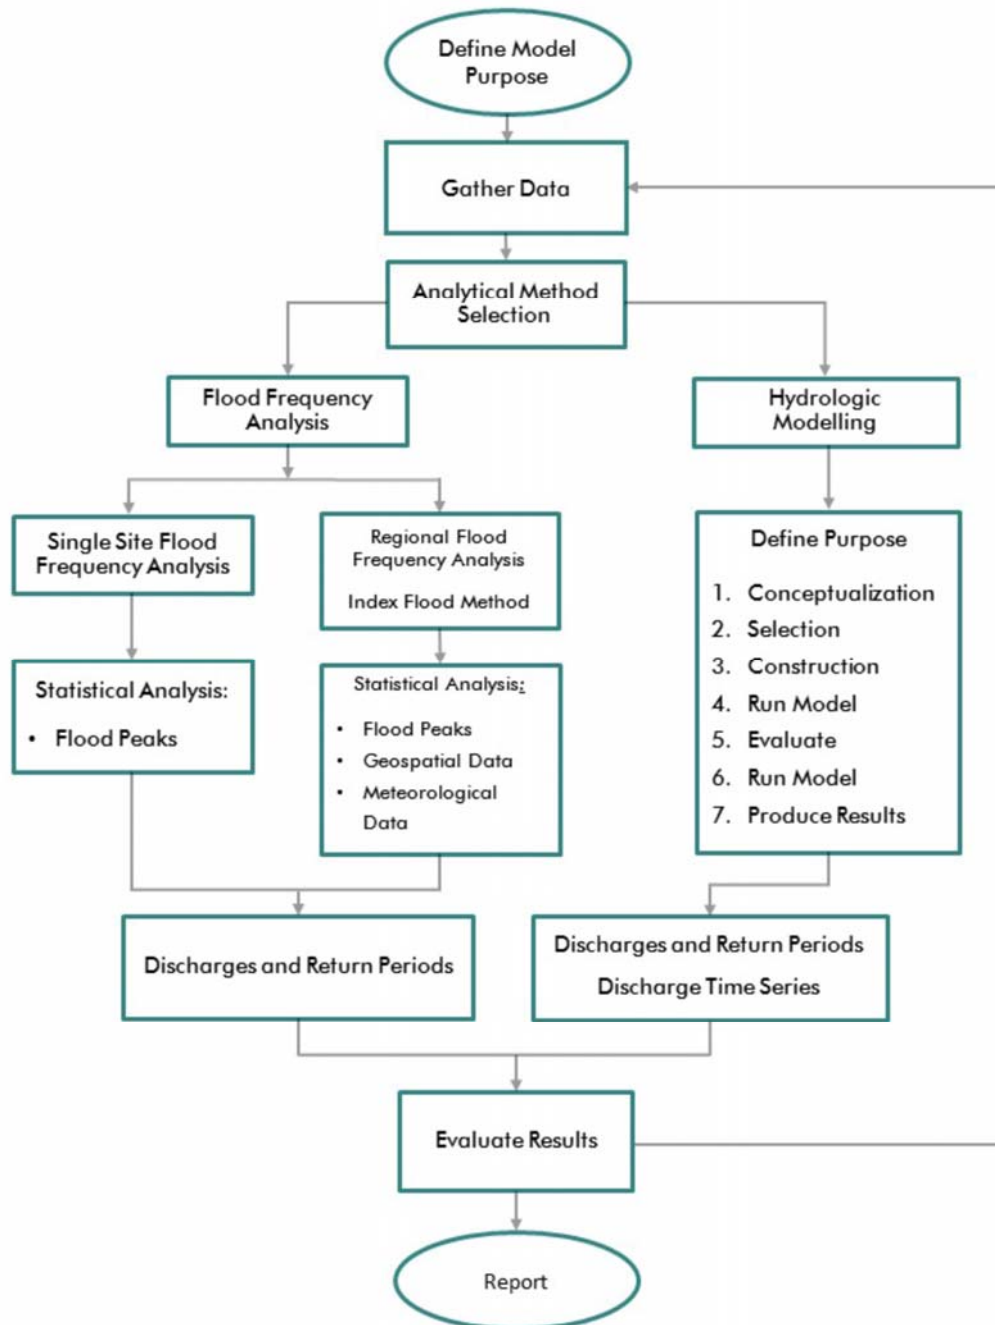 Define Model
Purpose
Gather Data
Analytical Method
Selection
Flood Frequency
Analysis
Hydrologic
Modelling
Single Site Flood
Frequency Analysis
Regional Flood
Frequency Analysis
Index Flood Method
Define Purpose
1. Conceptualization
2. Selection
3. Construction
4. Run Model
5. Evaluate
6. Run Model
7. Produce Results
Statistical Analysis:
• Flood Peaks
Statistical Analysis:
• Flood Peaks
• Geospatial Data
• Meteorological
Data
Discharges and Return Periods
Discharges and Return Periods
Discharge Time Series
Evaluate Results
Report